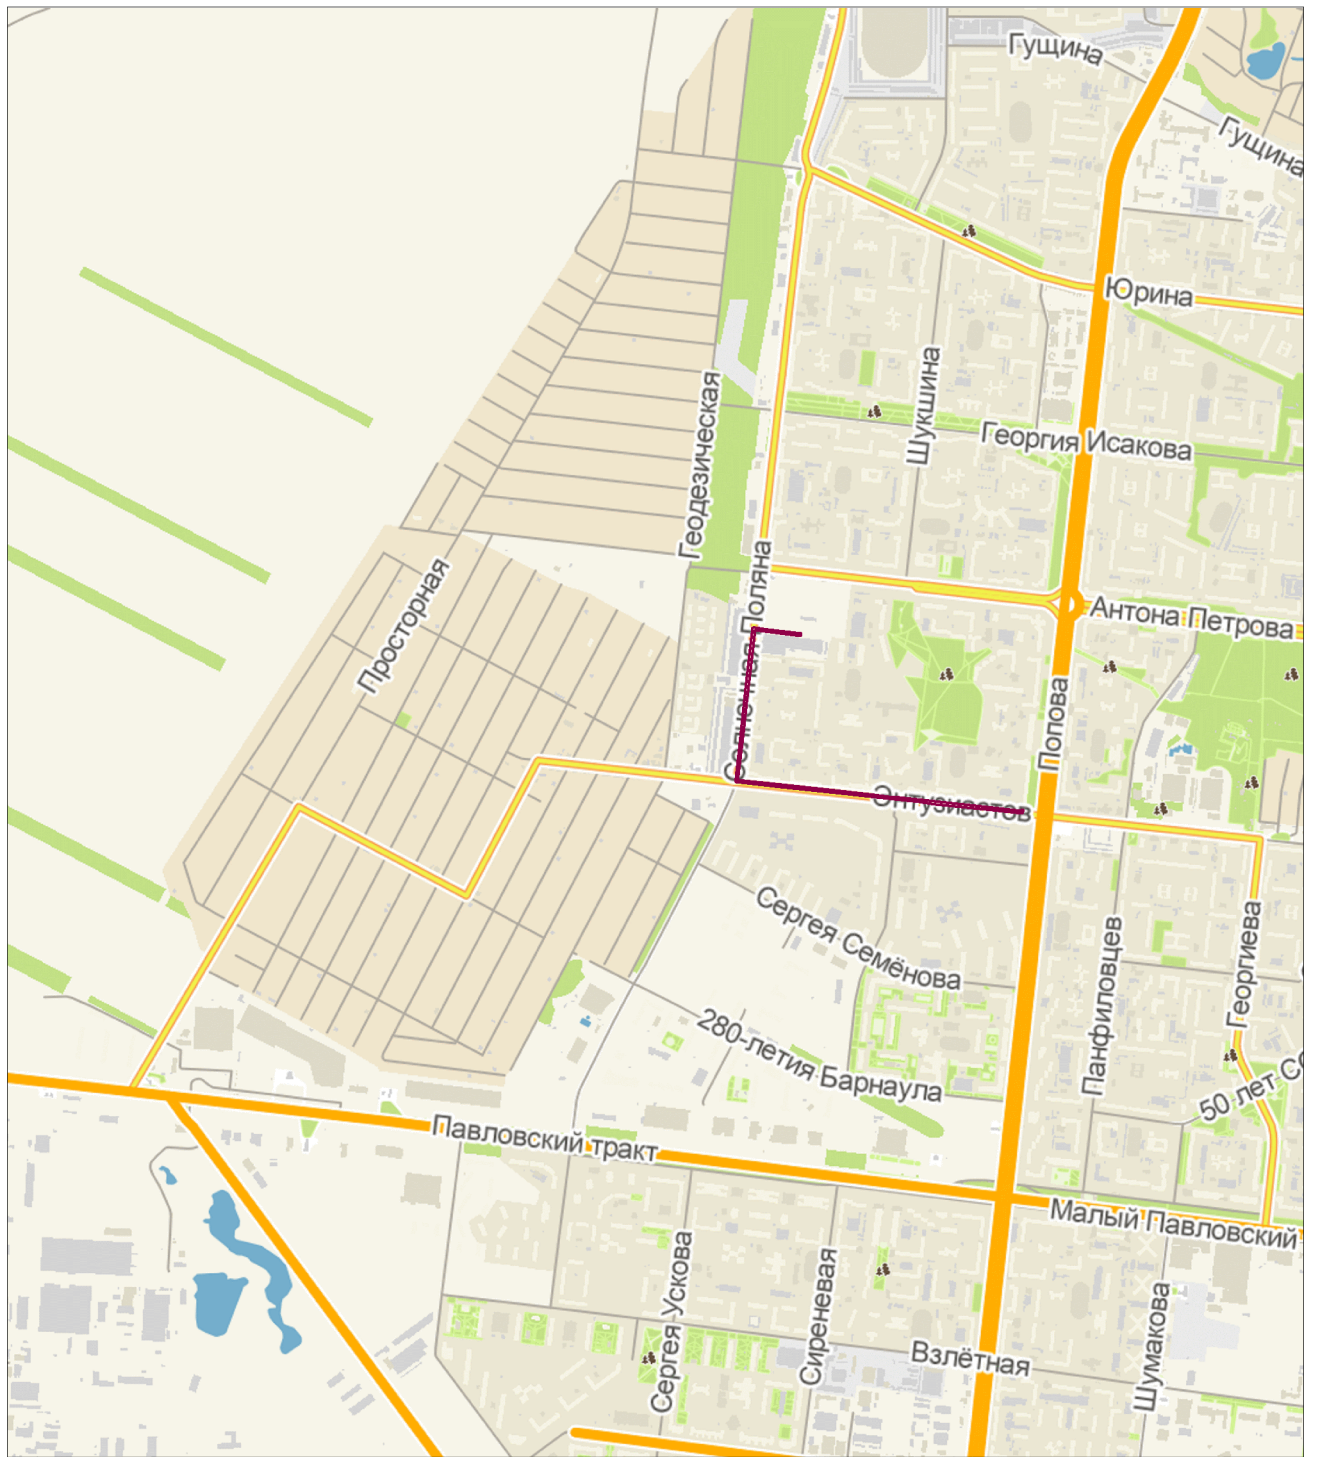 Гущина
Гущина
Юрина
Шукшина
Геодезическая
Георгия Исакова
Просторная
Солнечная Поляна
Антона Петрова
Попова
Энтузиастов
Сергея Семёнова
Панфиловцев
Георгиева
280-летия Барнаула
50 лет СС
Павловский тракт
Малый Павловский
Сергея Ускова
Сиреневая
Шумакова
Взлётная